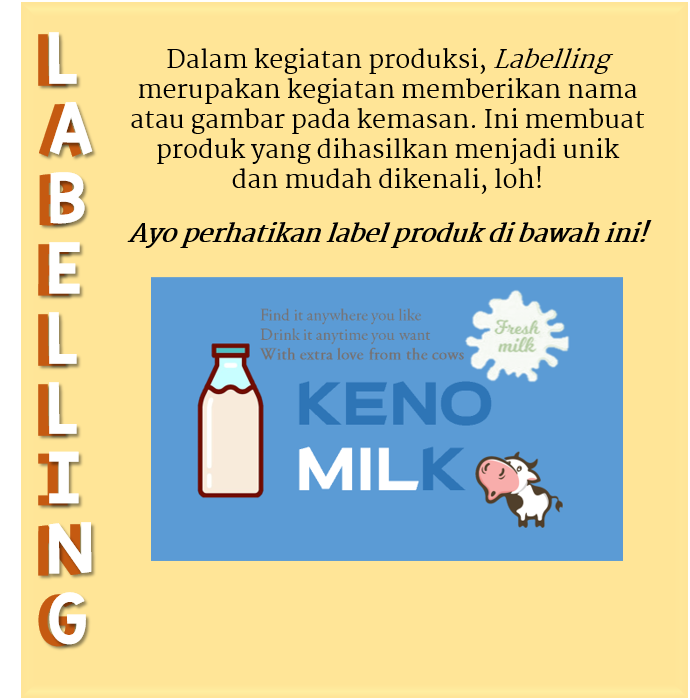 LABELLING
Dalam kegiatan produksi, Labelling
merupakan kegiatan memberikan nama
atau gambar pada kemasan. Ini membuat
produk yang dihasilkan menjadi unik
dan mudah dikenali, loh!
Ayo perhatikan label produk di bawah ini!
Find it anywhere you like
Drink it anytime you want
With extra love from the cows
Fresh
milk
KENO
MILK